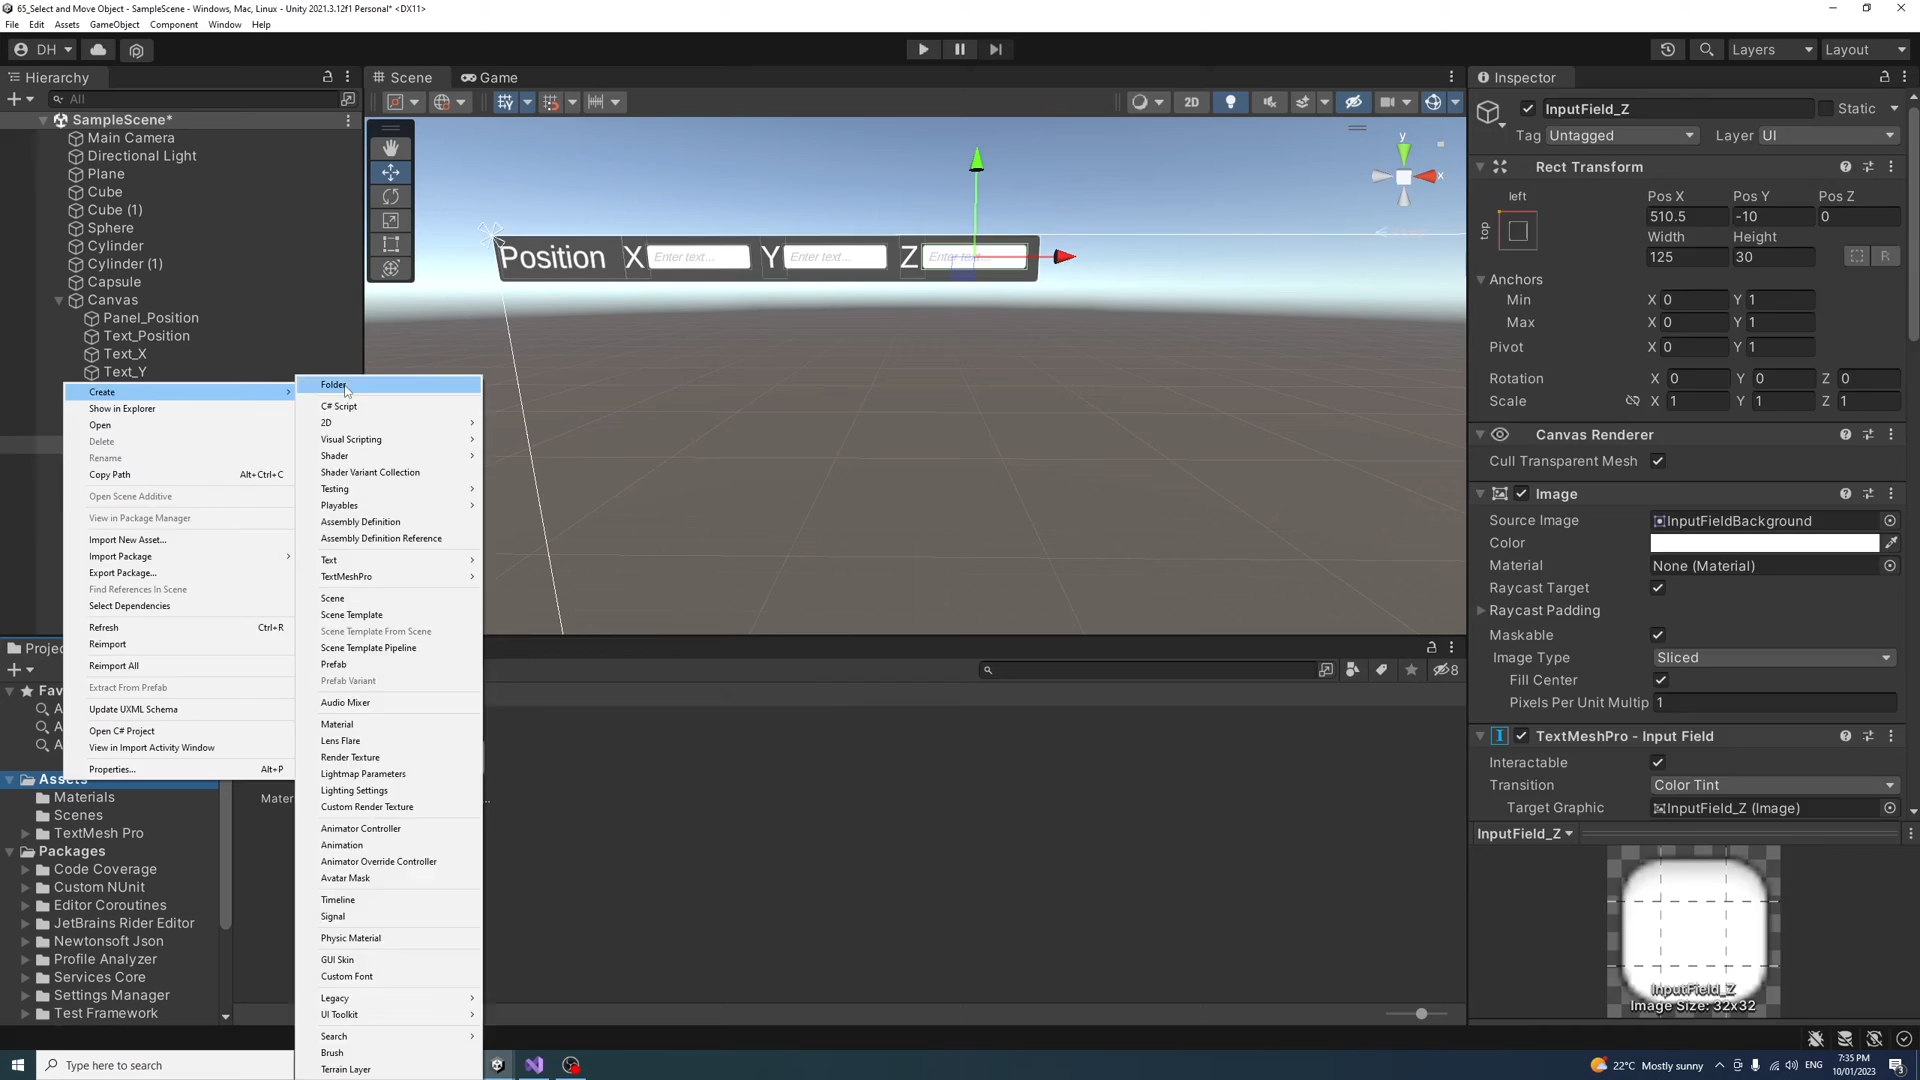 65_Select and Move Object - SampleScene - Windows, Mac, Linux - Unity 2021.3.12f1 Personal* <DX11>
File Edit Assets GameObject Component Window Help
DH Layers Layout
Hierarchy Scene Game Inspector
All 2D InputField_Z Static
SampleScene* Tag Untagged Layer UI
Main Camera
Directional Light Rect Transform
Plane
Cube
Cube (1)
Sphere
Cylinder
Cylinder (1)
Capsule
Canvas
Panel_Position
Text_Position
Text_X
Text_Y
y
x
Position X Enter text... Y Enter text... Z Enter text...
left Pos X Pos Y Pos Z
top 510.5 -10 0
Width Height
125 30 R
Anchors
Min X 0 Y 1
Max X 0 Y 1
Pivot X 0 Y 1
Rotation X 0 Y 0 Z 0
Scale X 1 Y 1 Z 1
Canvas Renderer
Cull Transparent Mesh
Image
Source Image InputFieldBackground
Color
Material None (Material)
Raycast Target
Raycast Padding
Maskable
Image Type Sliced
Fill Center
Pixels Per Unit Multip 1
TextMeshPro - Input Field
Interactable
Transition Color Tint
Target Graphic InputField_Z (Image)
InputField_Z
InputField_Z
Image Size: 32x32
Create
Show in Explorer
Open
Delete
Rename
Copy Path Alt+Ctrl+C
Open Scene Additive
View in Package Manager
Import New Asset...
Import Package
Export Package...
Find References In Scene
Select Dependencies
Refresh Ctrl+R
Reimport
Reimport All
Extract From Prefab
Update UXML Schema
Open C# Project
View in Import Activity Window
Properties... Alt+P
Folder
C# Script
2D
Visual Scripting
Shader
Shader Variant Collection
Testing
Playables
Assembly Definition
Assembly Definition Reference
Text
TextMeshPro
Scene
Scene Template
Scene Template From Scene
Scene Template Pipeline
Prefab
Prefab Variant
Audio Mixer
Material
Lens Flare
Render Texture
Lightmap Parameters
Lighting Settings
Custom Render Texture
Animator Controller
Animation
Animator Override Controller
Avatar Mask
Timeline
Signal
Physic Material
GUI Skin
Custom Font
Legacy
UI Toolkit
Search
Brush
Terrain Layer
Proje
8
Fav
A
A
A
Assets
Materials
Scenes
TextMesh Pro
Packages
Code Coverage
Custom NUnit
Editor Coroutines
JetBrains Rider Editor
Newtonsoft Json
Profile Analyzer
Services Core
Settings Manager
Test Framework
Mater ...
Type here to search
22°C Mostly sunny ENG 7:35 PM
10/01/2023 3